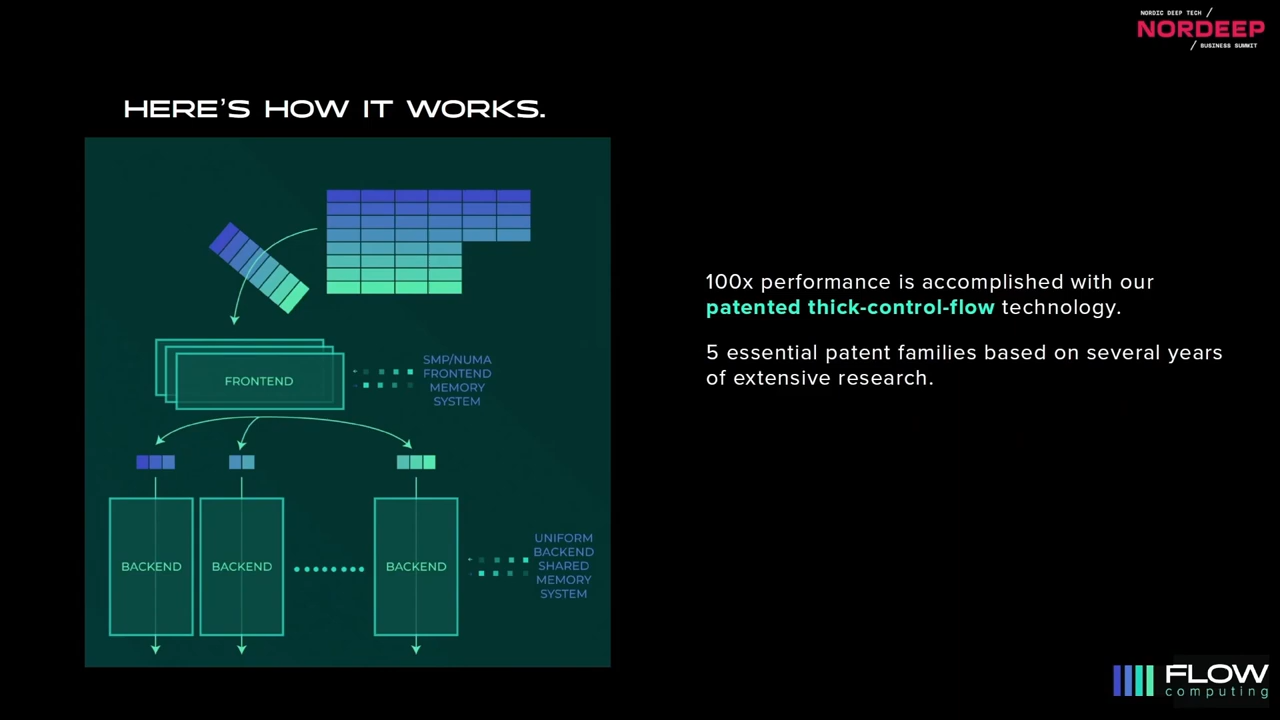 NORDIC DEEP TECH /
NORDEEP
/ BUSINESS SUMMIT
HERE'S HOW IT WORKS.
FRONTEND
SMP/NUMA
FRONTEND
MEMORY
SYSTEM
BACKEND
BACKEND
BACKEND
UNIFORM
BACKEND
SHARED
MEMORY
SYSTEM
100x performance is accomplished with our
patented thick-control-flow technology.
5 essential patent families based on several years
of extensive research.
FLOW
computing